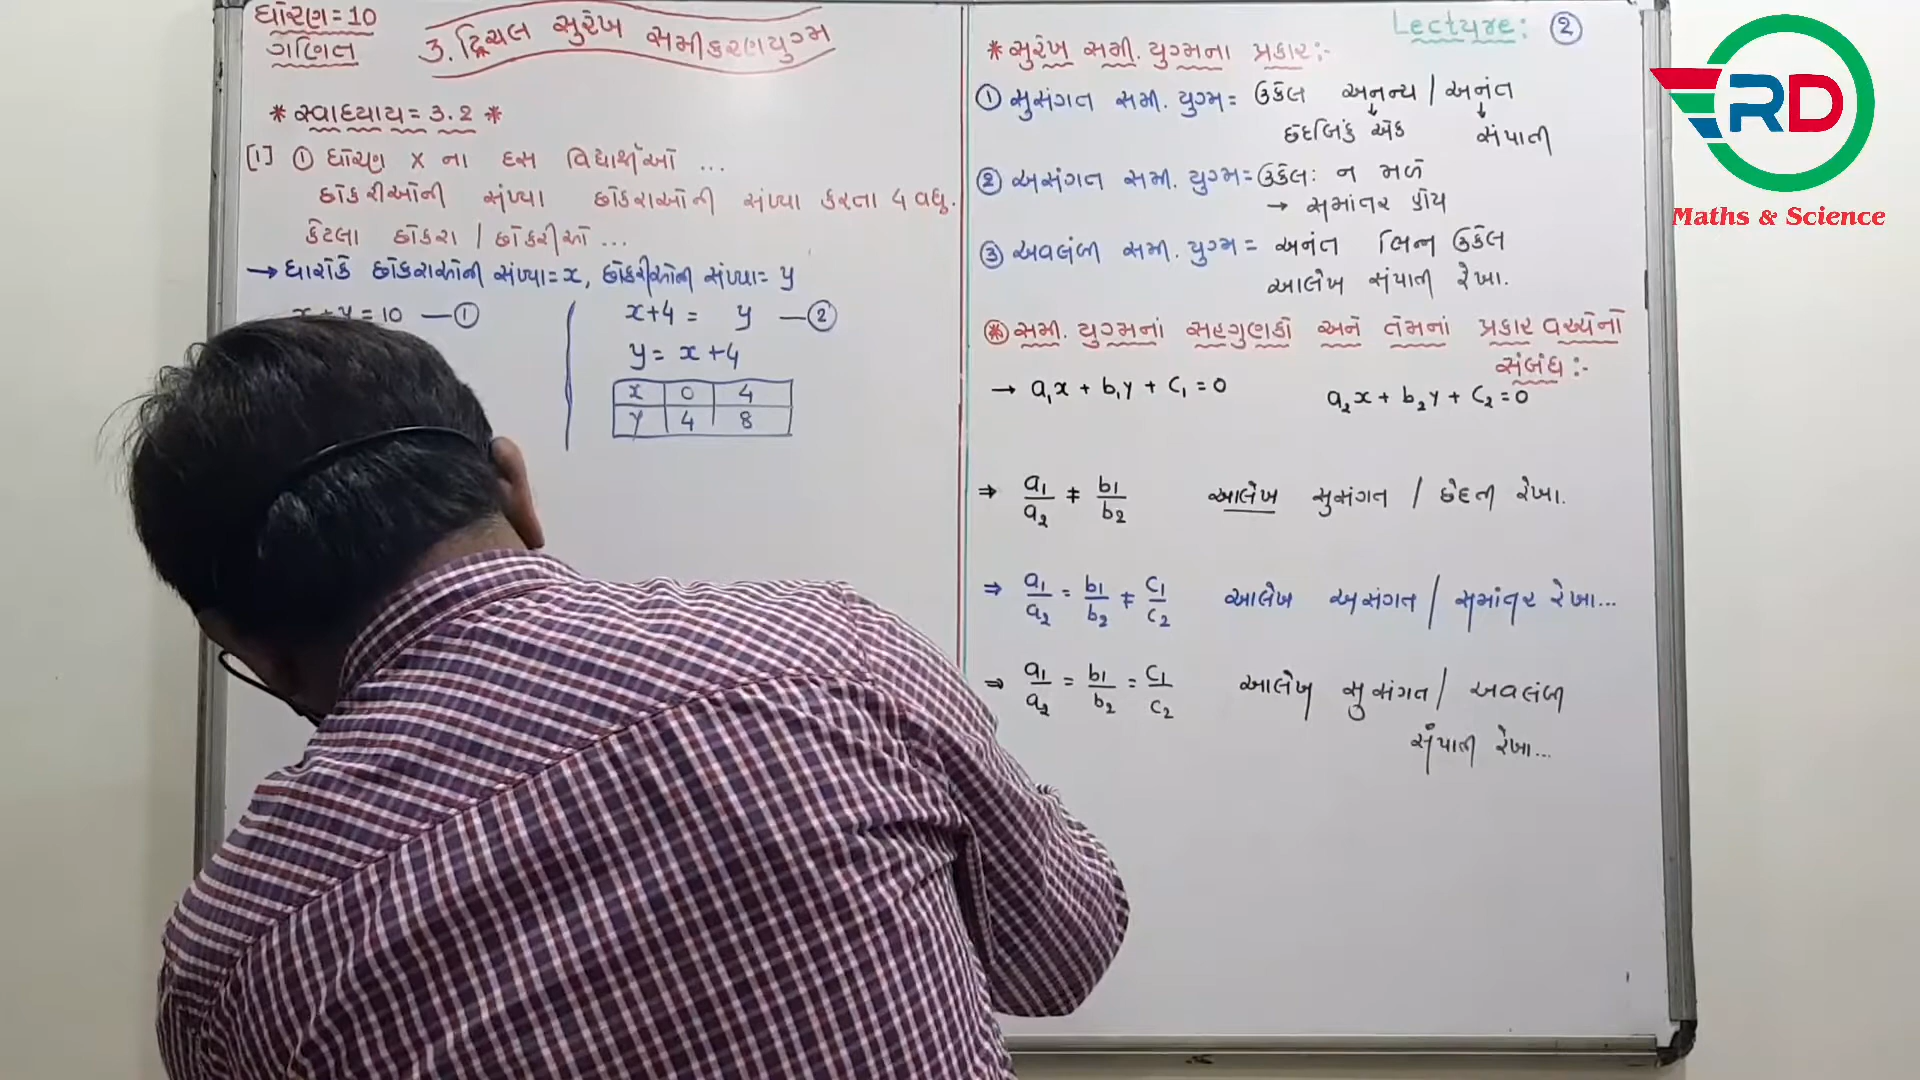 ધોરણ = 10
ગણિત
3. દ્વિચલ સુરેખ સમીકરણયુગ્મ
* સ્વાધ્યાય = 3.2 *
[1] ① ધોરણ X ના દસ વિદ્યાર્થીઓ ...
છોકરીઓની સંખ્યા છોકરાઓની સંખ્યા કરતા 4 વધુ.
કેટલા છોકરા / છોકરીઓ ...
→ ધારોકે છોકરાઓની સંખ્યા = x, છોકરીઓની સંખ્યા = y
x + y = 10 — ①
x+4 = y — ②
y = x +4
x 0 4
y 4 8
Lecture: ②
* સુરેખ સમી. યુગ્મના પ્રકાર :-
① સુસંગત સમી. યુગ્મ = ઉકેલ અનન્ય / અનંત
↓ ↓
છેદબિંદુ એક સંપાતી
② અસંગત સમી. યુગ્મ = ઉકેલ: ન મળે
→ સમાંતર હોય
③ અવલંબી સમી. યુગ્મ = અનંત ભિન્ન ઉકેલ
આલેખ સંપાતી રેખા.
⊛ સમી. યુગ્મનાં સહગુણકો અને તેમનાં પ્રકાર વચ્ચેનો
સંબંધ :-
→ a₁x + b₁y + c₁ = 0 a₂x + b₂y + c₂ = 0
⇒ a₁/a₂ ≠ b₁/b₂ આલેખ સુસંગત / છેદતી રેખા.
⇒ a₁/a₂ = b₁/b₂ ≠ c₁/c₂ આલેખ અસંગત / સમાંતર રેખા...
⇒ a₁/a₂ = b₁/b₂ = c₁/c₂ આલેખ સુસંગત / અવલંબી
સંપાતી રેખા...
RD
Maths & Science